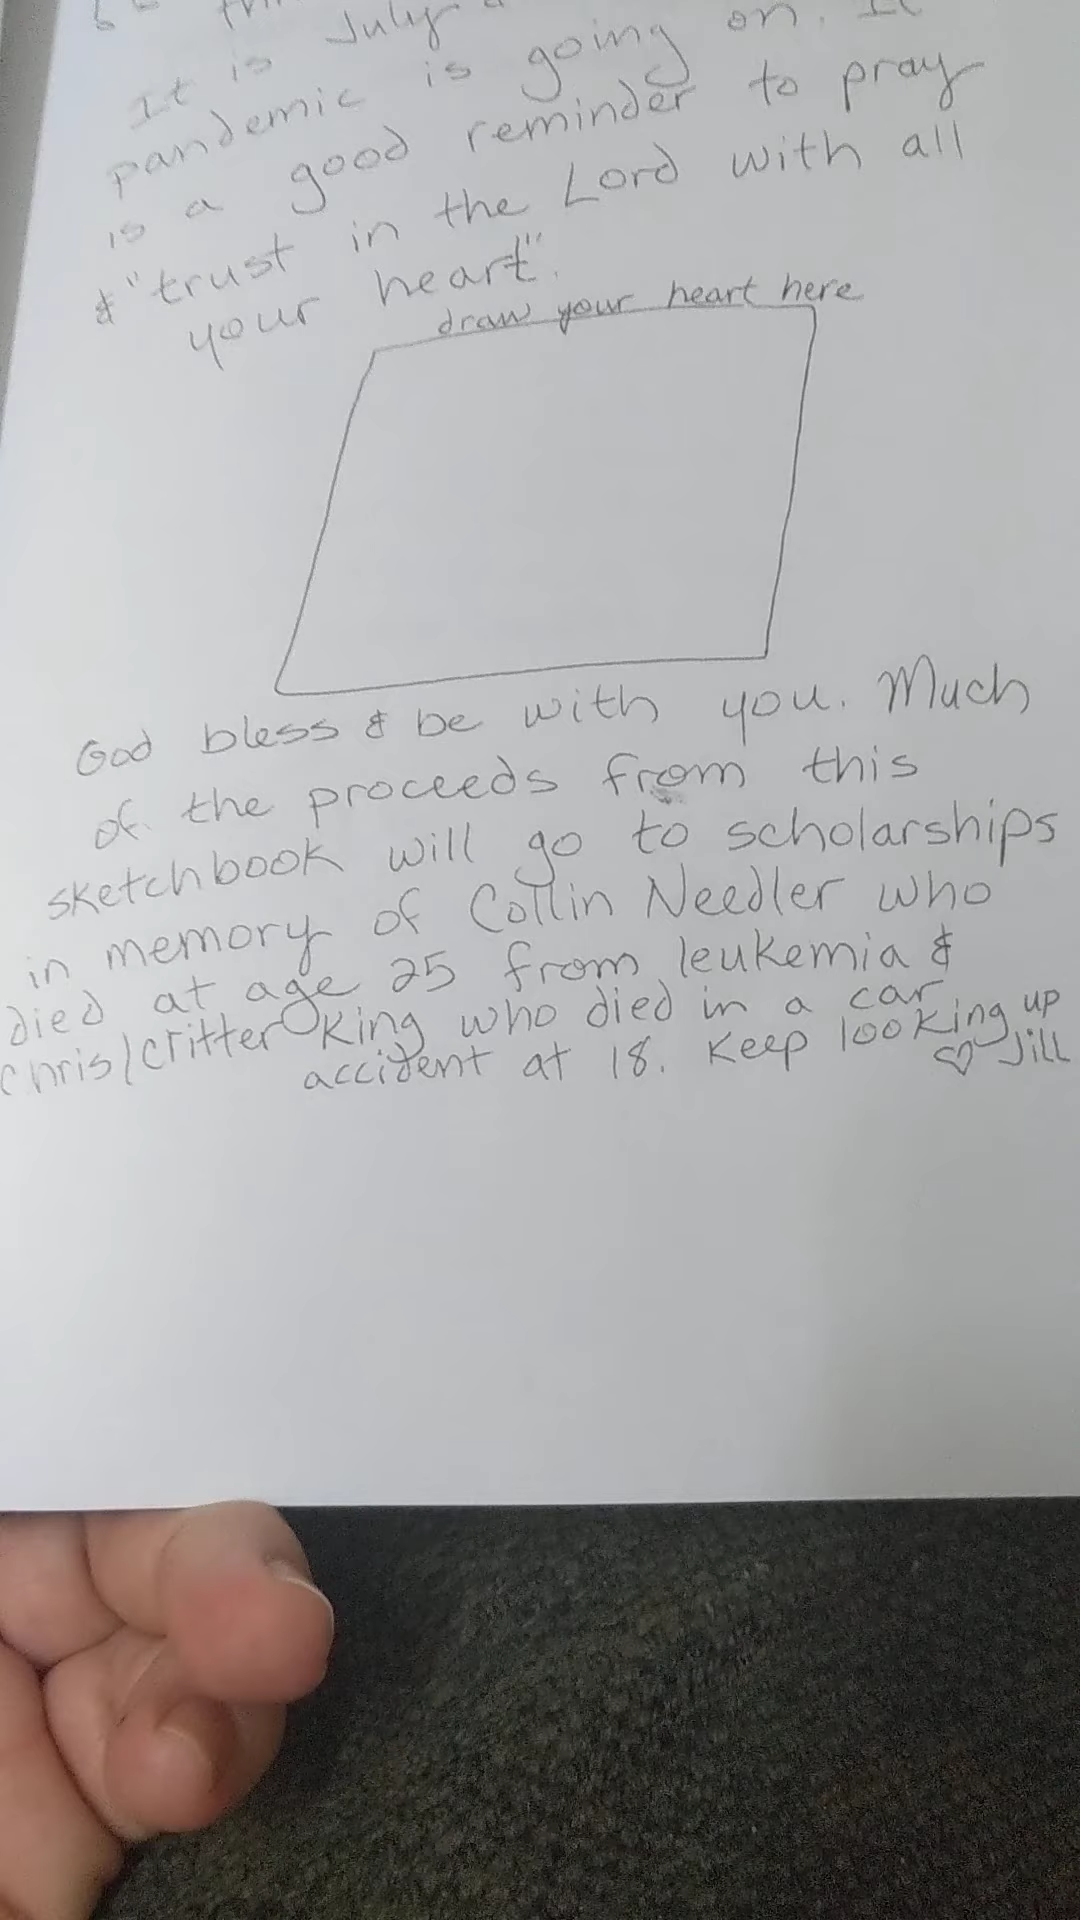 It is July
pandemic is going on. It
is a good reminder to pray
& "trust in the Lord with all
your heart".
draw your heart here
God bless & be with you. Much
of the proceeds from this
sketchbook will go to scholarships
in memory of Collin Needler who
died at age 25 from leukemia &
Chris/Critter King who died in a car
accident at 18. Keep looking up
♡ Jill